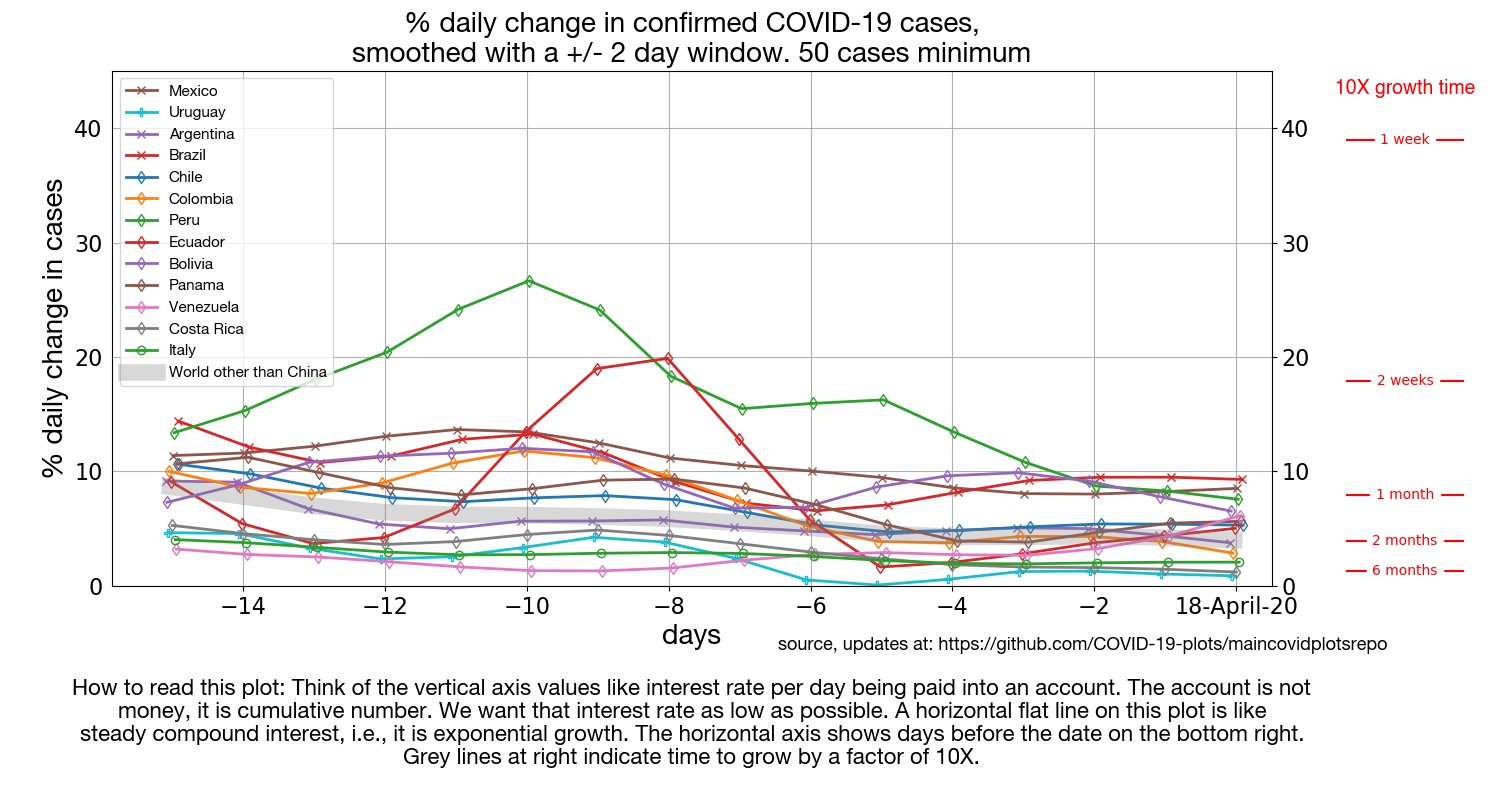 % daily change in confirmed COVID-19 cases,
smoothed with a +/- 2 day window. 50 cases minimum
10X growth time
Mexico
Uruguay
Argentina
Brazil
Chile
Colombia
Peru
Ecuador
Bolivia
Panama
Venezuela
Costa Rica
Italy
World other than China
% daily change in cases
40
30
20
10
0
40
30
20
10
0
1 week
2 weeks
1 month
2 months
6 months
−14 −12 −10 −8 −6 −4 −2 18-April-20
days
source, updates at: https://github.com/COVID-19-plots/maincovidplotsrepo
How to read this plot: Think of the vertical axis values like interest rate per day being paid into an account. The account is not
money, it is cumulative number. We want that interest rate as low as possible. A horizontal flat line on this plot is like
steady compound interest, i.e., it is exponential growth. The horizontal axis shows days before the date on the bottom right.
Grey lines at right indicate time to grow by a factor of 10X.